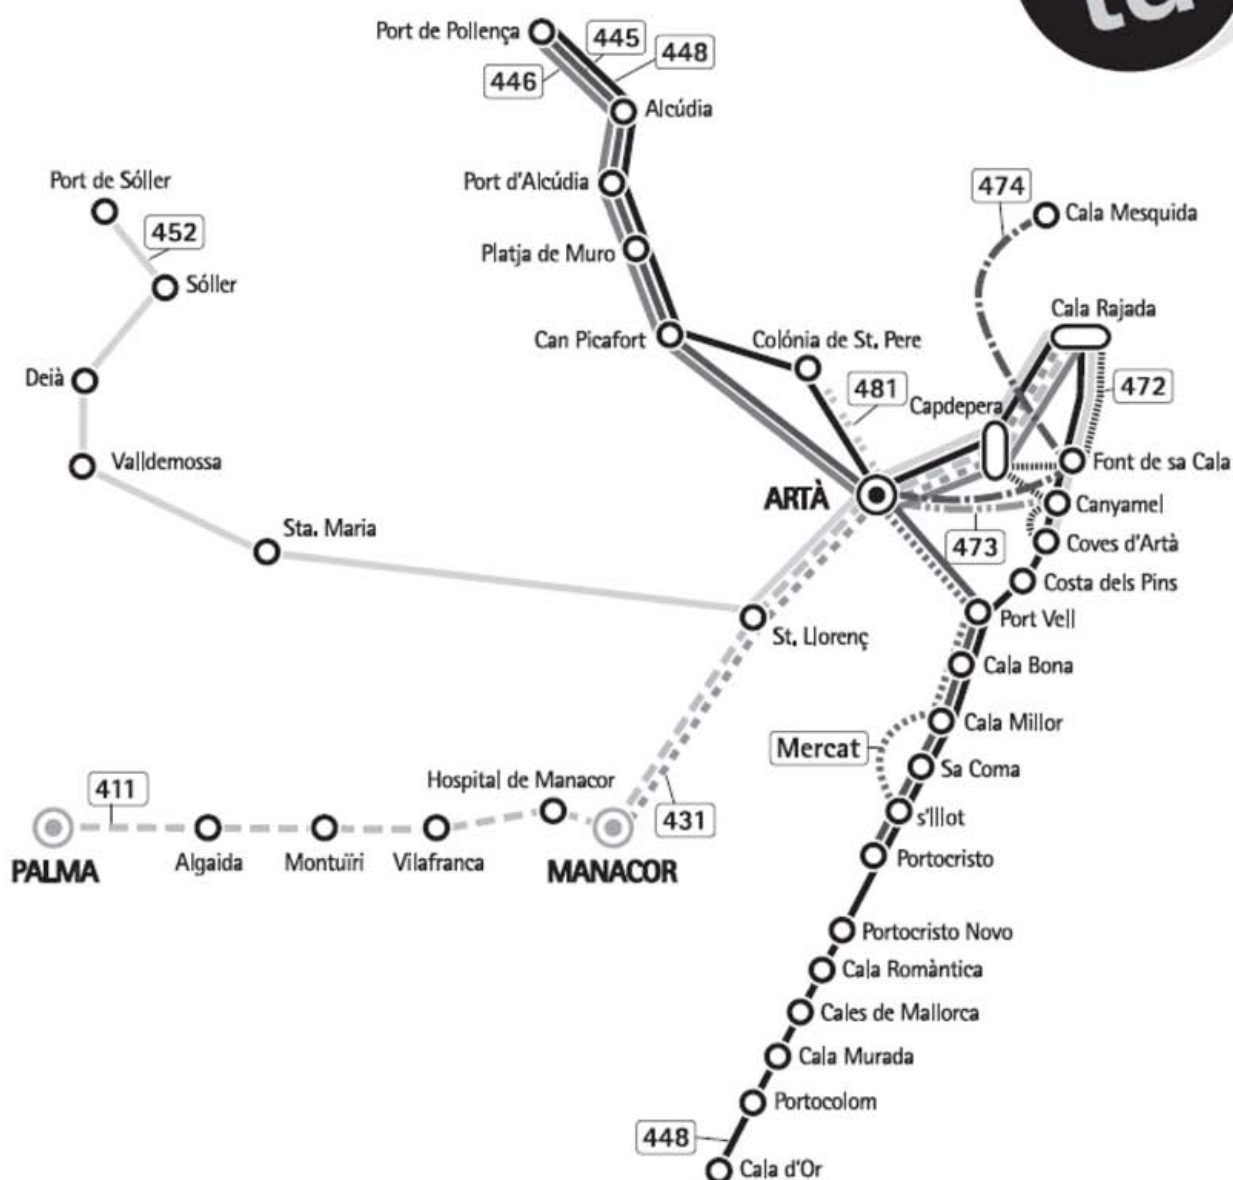 tu
Port de Pollença
445
448
446
Alcúdia
Port de Sóller
Port d'Alcúdia
474
Cala Mesquida
452
Platja de Muro
Sóller
Cala Rajada
Can Picafort
Colónia de St. Pere
Deià
481
Capdepera
472
Valldemossa
Font de sa Cala
ARTÀ
Canyamel
Sta. Maria
473
Coves d'Artà
Costa dels Pins
St. Llorenç
Port Vell
Cala Bona
Cala Millor
Mercat
Sa Coma
Hospital de Manacor
411
431
s'Illot
PALMA
Algaida
Montuïri
Vilafranca
MANACOR
Portocristo
Portocristo Novo
Cala Romàntica
Cales de Mallorca
Cala Murada
Portocolom
448
Cala d'Or